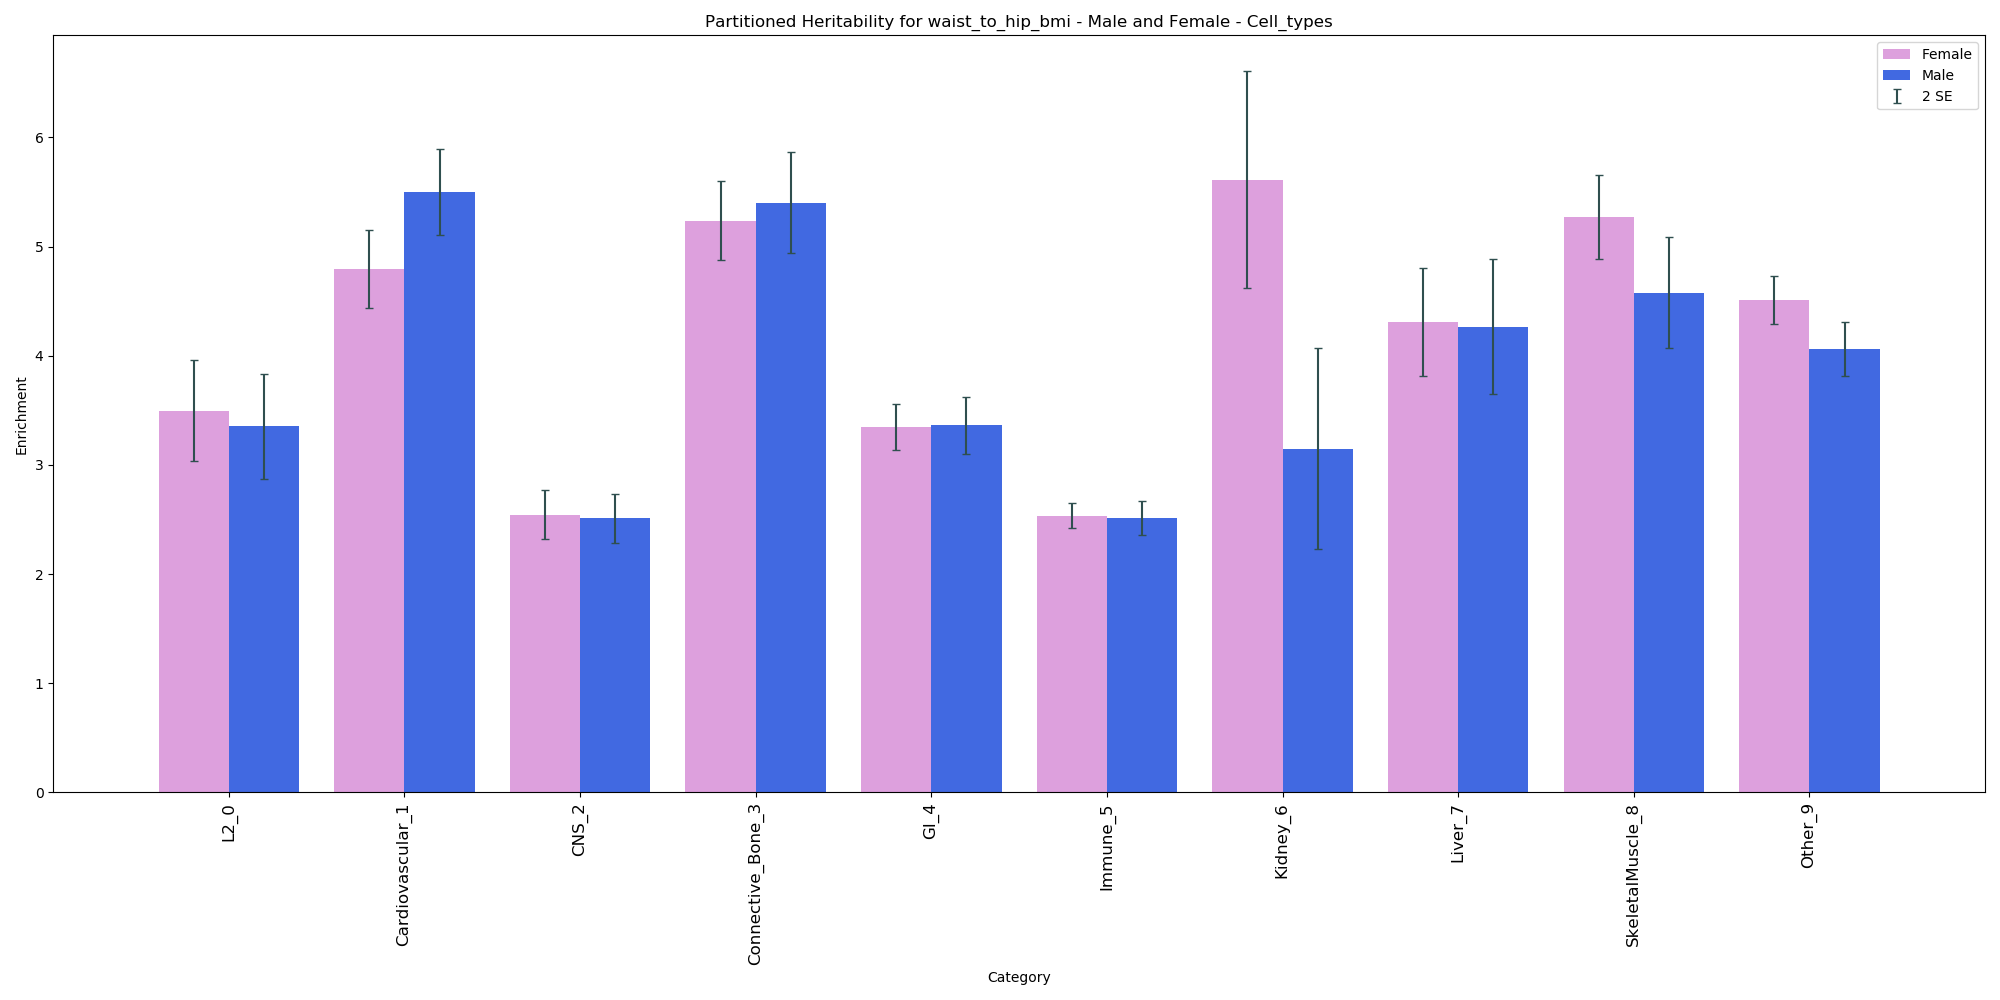 Partitioned Heritability for waist_to_hip_bmi - Male and Female - Cell_types
Female
Male
2 SE
6
5
4
3
2
1
0
Enrichment
L2_0
Cardiovascular_1
CNS_2
Connective_Bone_3
GI_4
Immune_5
Kidney_6
Liver_7
SkeletalMuscle_8
Other_9
Category